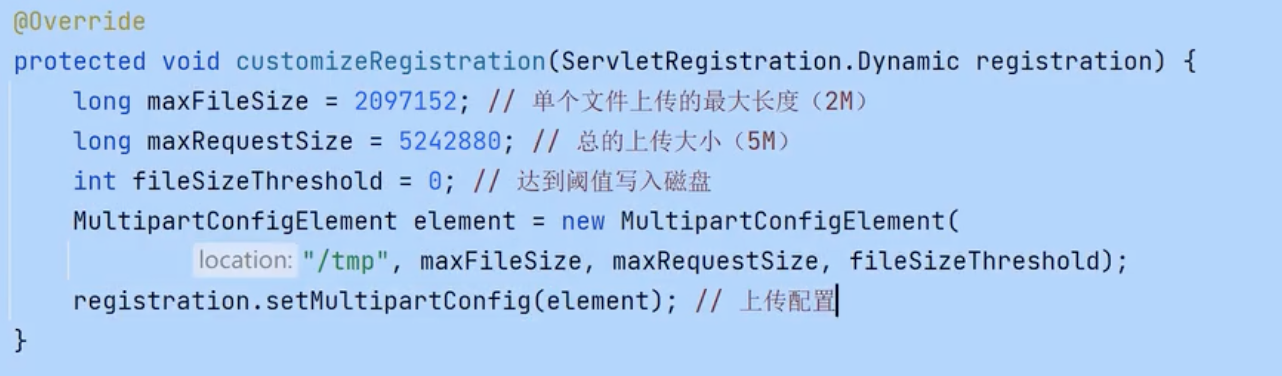 @Override
protected void customizeRegistration(ServletRegistration.Dynamic registration) {
    long maxFileSize = 2097152; // 单个文件上传的最大长度（2M）
    long maxRequestSize = 5242880; // 总的上传大小（5M）
    int fileSizeThreshold = 0; // 达到阈值写入磁盘
    MultipartConfigElement element = new MultipartConfigElement(
            location: "/tmp", maxFileSize, maxRequestSize, fileSizeThreshold);
    registration.setMultipartConfig(element); // 上传配置
}